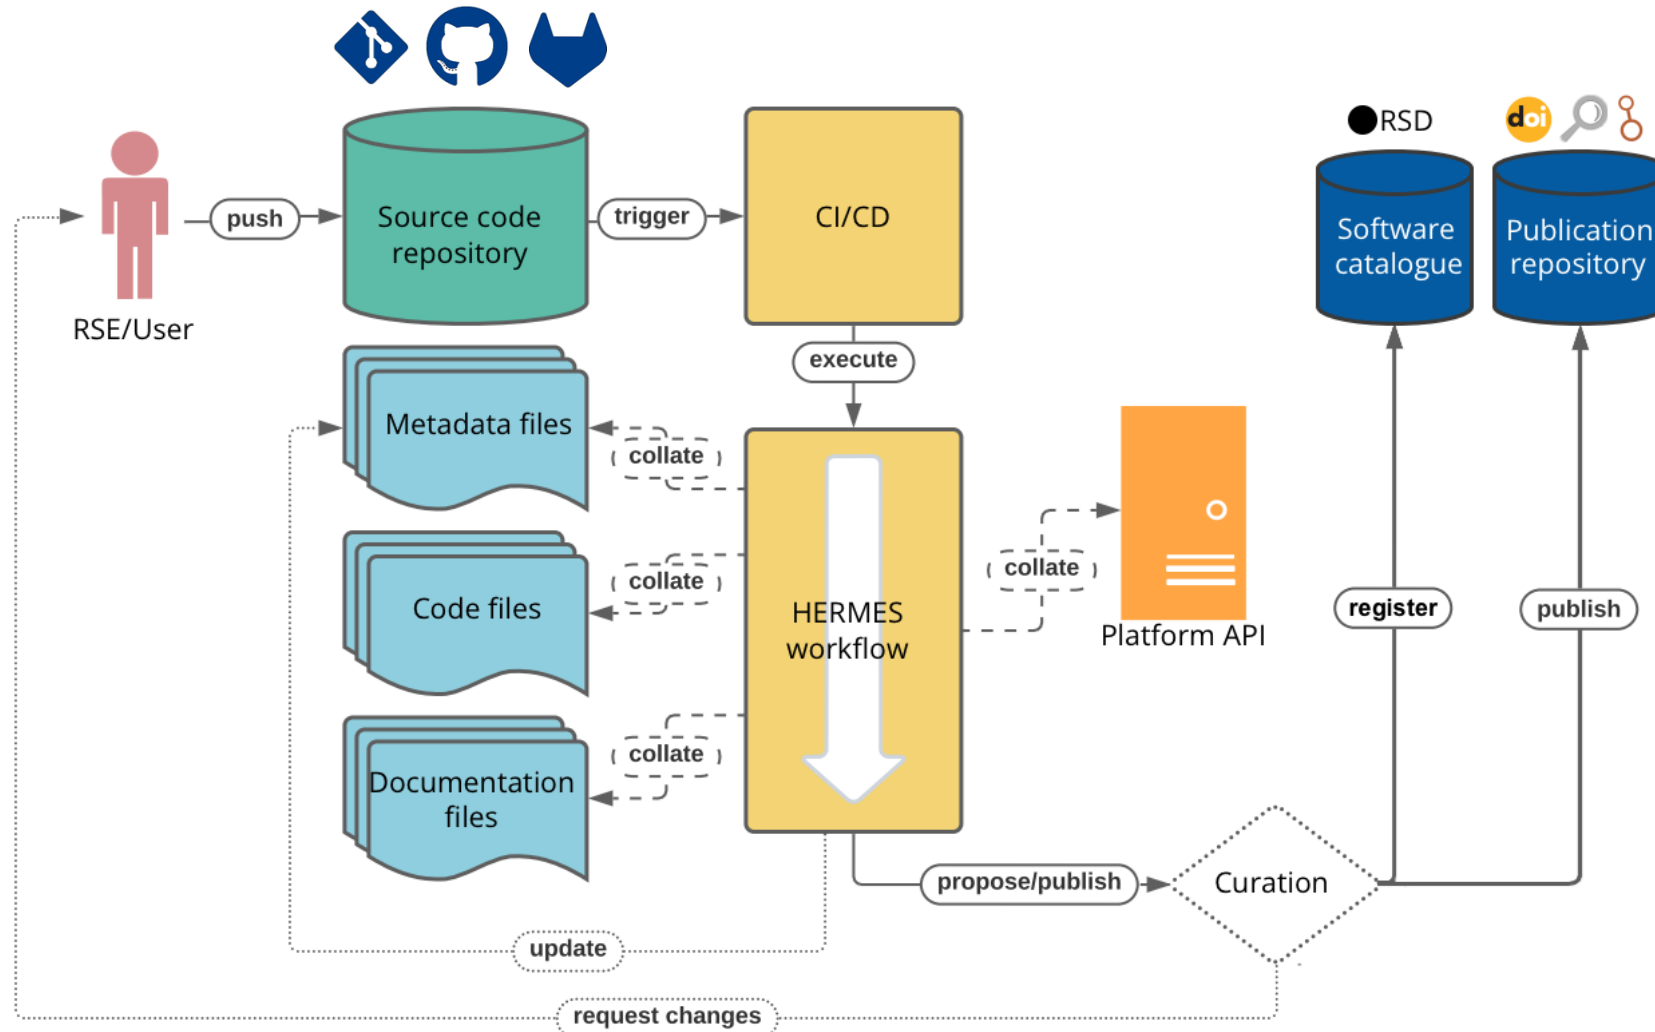 RSD
doi
push
Source code
repository
trigger
CI/CD
Software
catalogue
Publication
repository
RSE/User
execute
Metadata files
collate
Code files
collate
HERMES
workflow
collate
Platform API
register
publish
Documentation
files
collate
propose/publish
Curation
update
request changes